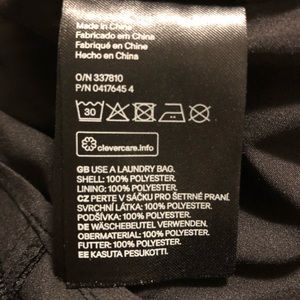 Made in China
Fabricado em China
Fabriqué en Chine
Hecho en China
O/N 337810
P/N 0417645 4
30
clevercare.info
GB USE A LAUNDRY BAG.
SHELL: 100% POLYESTER.
LINING: 100% POLYESTER.
CZ PERTE V SÁČKU PRO ŠETRNÉ PRANÍ.
SVRCHNÍ LÁTKA: 100% POLYESTER.
PODŠÍVKA: 100% POLYESTER.
DE WÄSCHEBEUTEL VERWENDEN.
OBERMATERIAL: 100% POLYESTER.
FUTTER: 100% POLYESTER.
EE KASUTA PESUKOTTI.